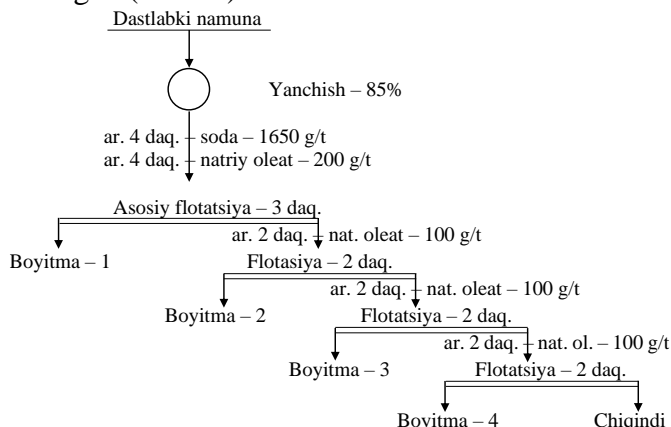 Dastlabki namuna
Yanchish – 85%
ar. 4 daq. – soda – 1650 g/t
ar. 4 daq. – natriy oleat – 200 g/t
Asosiy flotatsiya – 3 daq.
ar. 2 daq. – nat. oleat – 100 g/t
Boyitma – 1
Flotasiya – 2 daq.
ar. 2 daq. – nat. oleat – 100 g/t
Boyitma – 2
Flotatsiya – 2 daq.
ar. 2 daq. – nat. ol. – 100 g/t
Boyitma – 3
Flotatsiya – 2 daq.
Boyitma – 4
Chiqindi